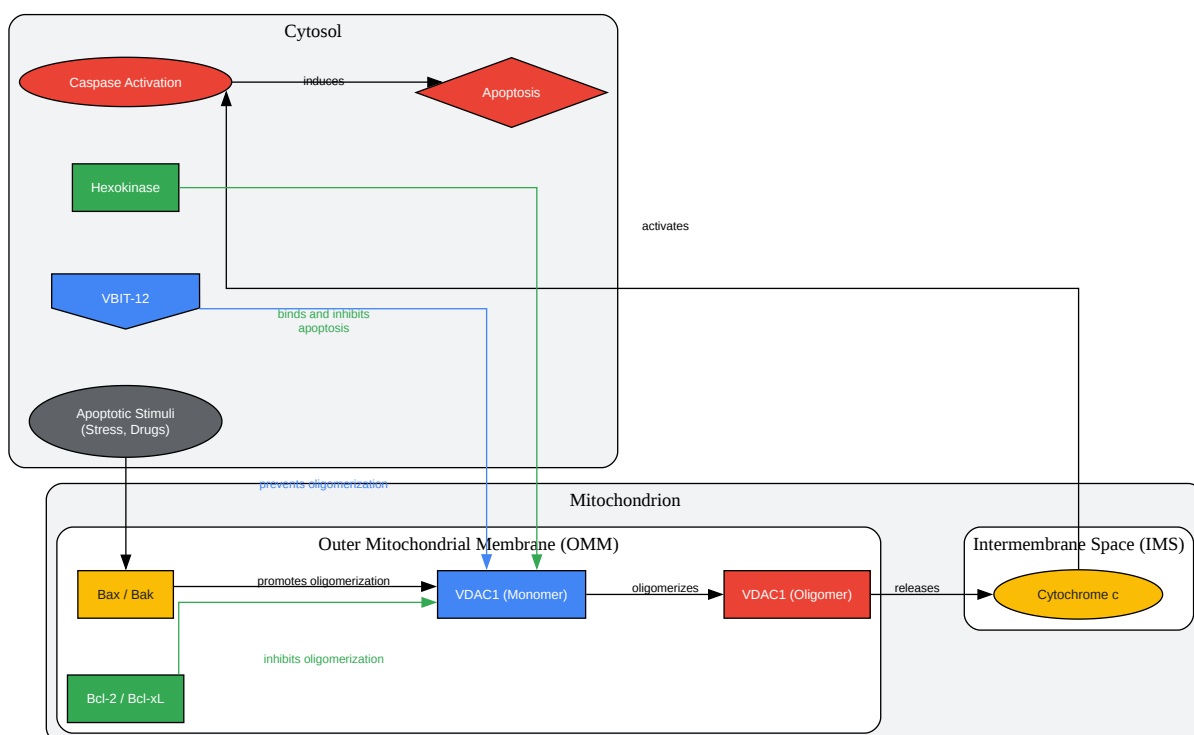 Cytosol
Caspase Activation
induces
Apoptosis
Hexokinase
activates
VBIT-12
binds and inhibits
apoptosis
Apoptotic Stimuli
(Stress, Drugs)
prevents oligomerization
Mitochondrion
Outer Mitochondrial Membrane (OMM)
Intermembrane Space (IMS)
Bax / Bak
promotes oligomerization
VDAC1 (Monomer)
oligomerizes
VDAC1 (Oligomer)
releases
Cytochrome c
inhibits oligomerization
Bcl-2 / Bcl-xL